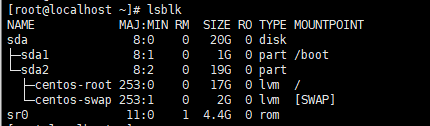 [root@localhost ~]# lsblk
NAME            MAJ:MIN RM  SIZE RO TYPE MOUNTPOINT
sda               8:0    0   20G  0 disk
├─sda1            8:1    0    1G  0 part /boot
└─sda2            8:2    0   19G  0 part
  ├─centos-root 253:0    0   17G  0 lvm  /
  └─centos-swap 253:1    0    2G  0 lvm  [SWAP]
sr0              11:0    1  4.4G  0 rom